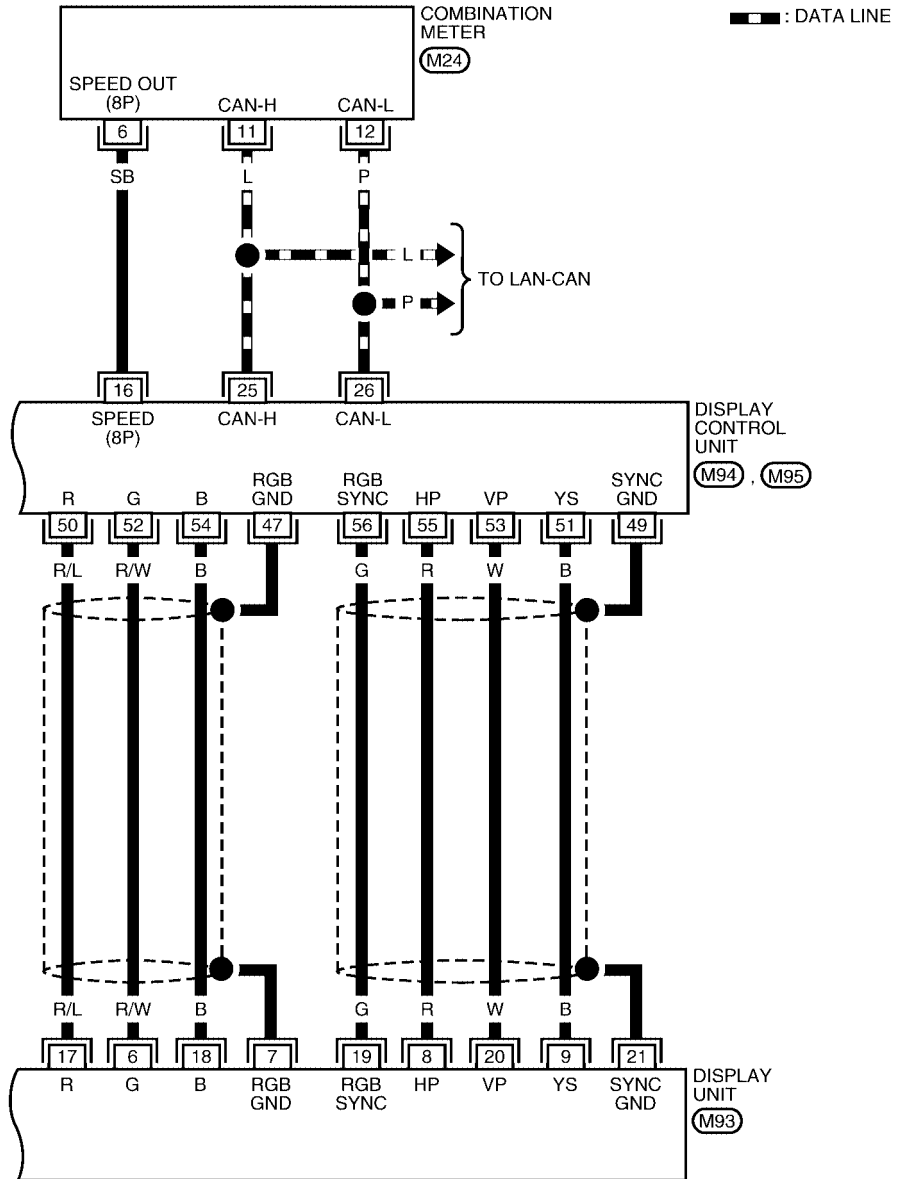 COMBINATION
METER
M24
: DATA LINE
SPEED OUT
(8P)
CAN-H
CAN-L
6
11
12
SB
L
P
L
P
TO LAN-CAN
16
25
26
SPEED
(8P)
CAN-H
CAN-L
DISPLAY
CONTROL
UNIT
M94 , M95
R
G
B
RGB
GND
RGB
SYNC
HP
VP
YS
SYNC
GND
50
52
54
47
56
55
53
51
49
R/L
R/W
B
G
R
W
B
R/L
R/W
B
G
R
W
B
17
6
18
7
19
8
20
9
21
R
G
B
RGB
GND
RGB
SYNC
HP
VP
YS
SYNC
GND
DISPLAY
UNIT
M93